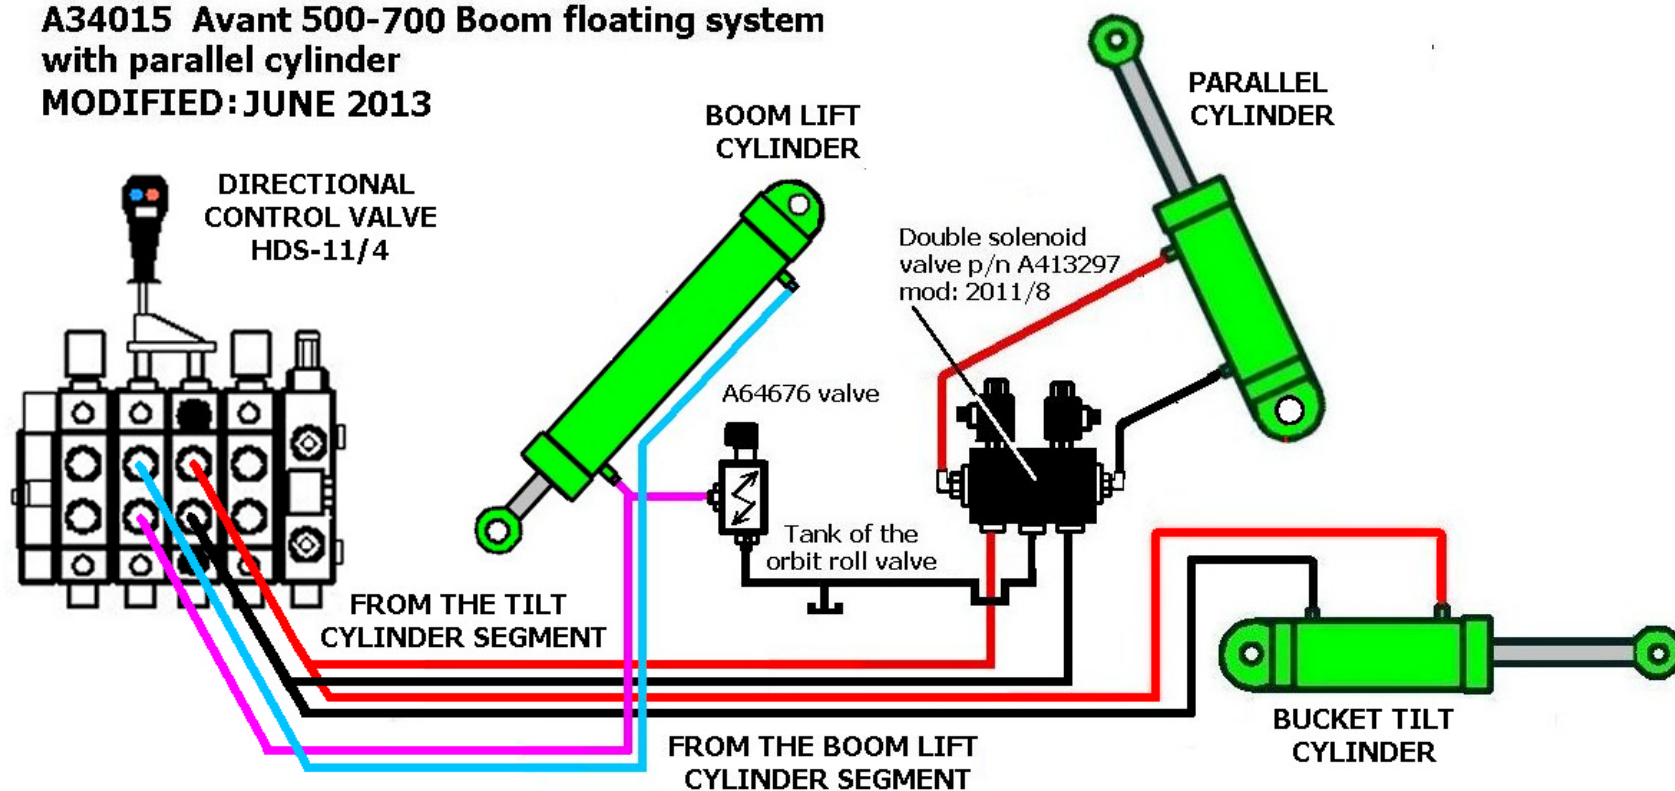 A34015 Avant 500-700 Boom floating system
with parallel cylinder
MODIFIED: JUNE 2013
BOOM LIFT
CYLINDER
PARALLEL
CYLINDER
DIRECTIONAL
CONTROL VALVE
HDS-11/4
Double solenoid
valve p/n A413297
mod: 2011/8
A64676 valve
Tank of the
orbit roll valve
FROM THE TILT
CYLINDER SEGMENT
FROM THE BOOM LIFT
CYLINDER SEGMENT
BUCKET TILT
CYLINDER